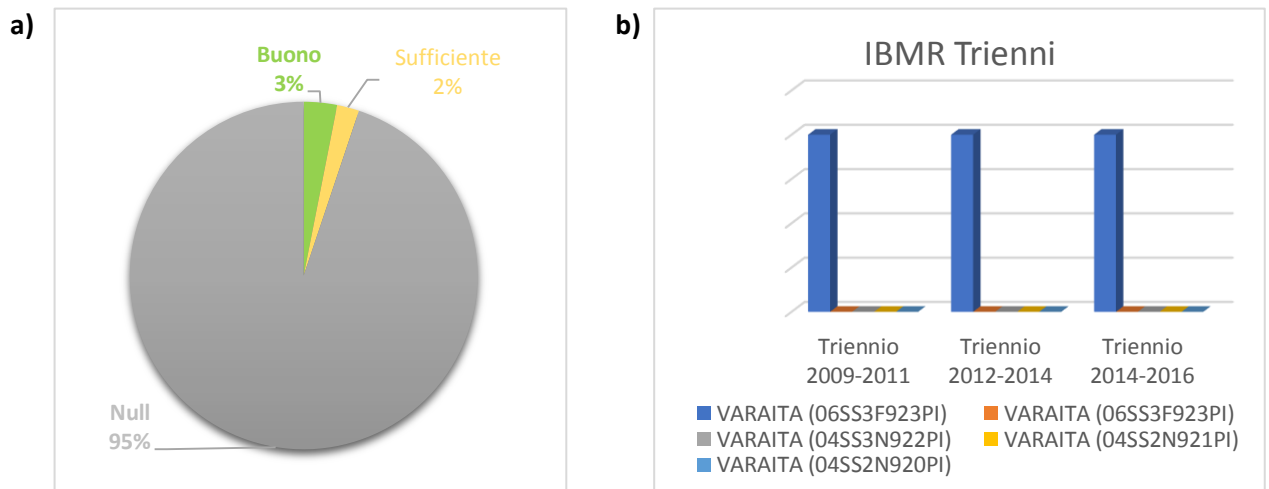 a)
Buono
3%
Sufficiente
2%
Null
95%
b)
IBMR Trienni
Triennio
2009-2011
Triennio
2012-2014
Triennio
2014-2016
VARAITA (06SS3F923PI)
VARAITA (06SS3F923PI)
VARAITA (04SS3N922PI)
VARAITA (04SS2N921PI)
VARAITA (04SS2N920PI)